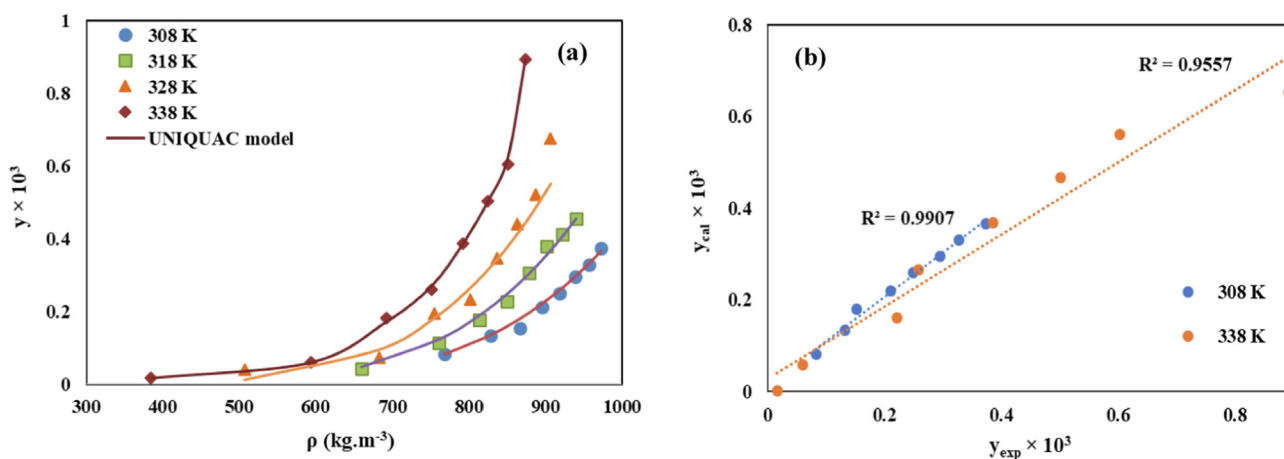 (a)
308 K
318 K
328 K
338 K
UNIQUAC model
y × 10³
1
0.8
0.6
0.4
0.2
0
300 400 500 600 700 800 900 1000
ρ (kg.m⁻³)
(b)
R² = 0.9557
R² = 0.9907
308 K
338 K
y_cal × 10³
0.8
0.6
0.4
0.2
0
0 0.2 0.4 0.6 0.8
y_exp × 10³